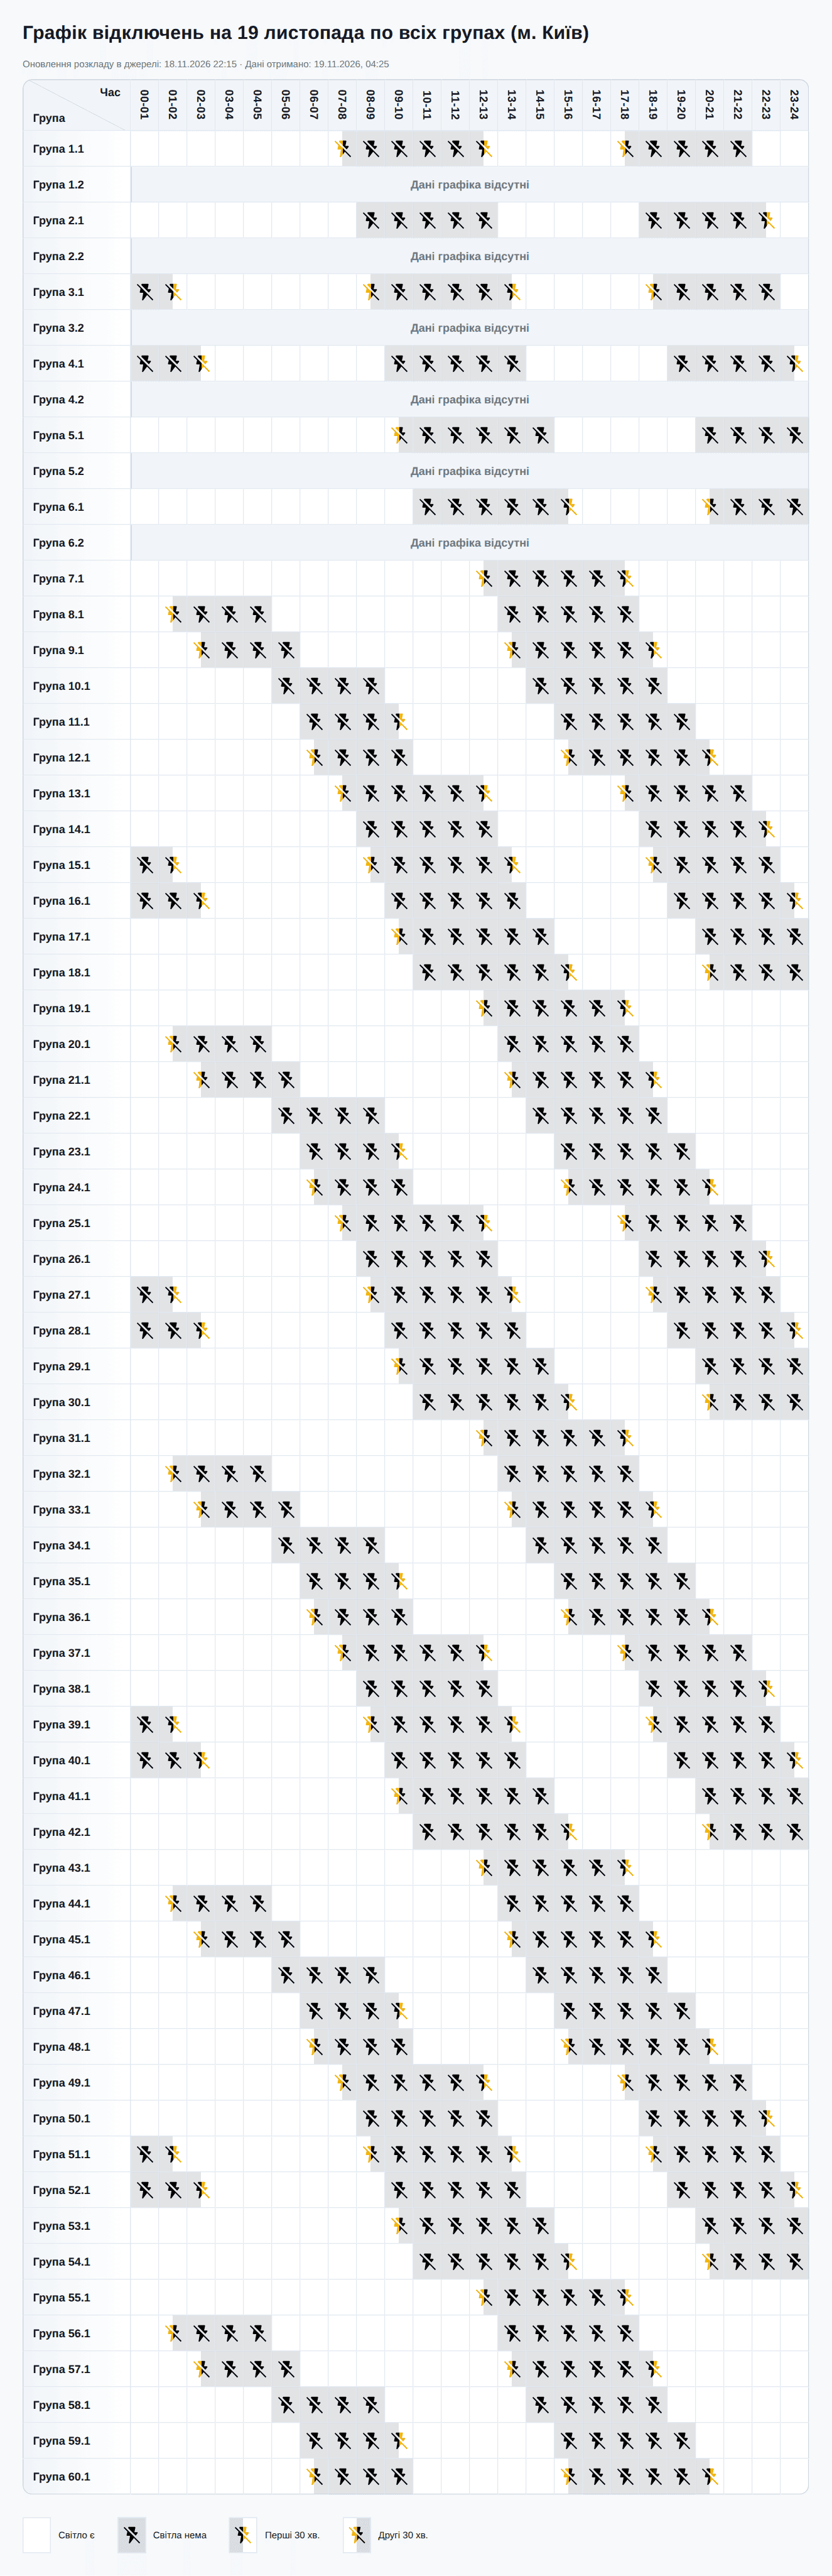 Графік відключень на 19 листопада по всіх групах (м. Київ)
Оновлення розкладу в джерелі: 18.11.2026 22:15 · Дані отримано: 19.11.2026, 04:25
Час
Група
00-01 01-02 02-03 03-04 04-05 05-06 06-07 07-08 08-09 09-10 10-11 11-12 12-13 13-14 14-15 15-16 16-17 17-18 18-19 19-20 20-21 21-22 22-23 23-24
Група 1.1
Група 1.2 Дані графіка відсутні
Група 2.1
Група 2.2 Дані графіка відсутні
Група 3.1
Група 3.2 Дані графіка відсутні
Група 4.1
Група 4.2 Дані графіка відсутні
Група 5.1
Група 5.2 Дані графіка відсутні
Група 6.1
Група 6.2 Дані графіка відсутні
Група 7.1
Група 8.1
Група 9.1
Група 10.1
Група 11.1
Група 12.1
Група 13.1
Група 14.1
Група 15.1
Група 16.1
Група 17.1
Група 18.1
Група 19.1
Група 20.1
Група 21.1
Група 22.1
Група 23.1
Група 24.1
Група 25.1
Група 26.1
Група 27.1
Група 28.1
Група 29.1
Група 30.1
Група 31.1
Група 32.1
Група 33.1
Група 34.1
Група 35.1
Група 36.1
Група 37.1
Група 38.1
Група 39.1
Група 40.1
Група 41.1
Група 42.1
Група 43.1
Група 44.1
Група 45.1
Група 46.1
Група 47.1
Група 48.1
Група 49.1
Група 50.1
Група 51.1
Група 52.1
Група 53.1
Група 54.1
Група 55.1
Група 56.1
Група 57.1
Група 58.1
Група 59.1
Група 60.1
Світло є Світла нема Перші 30 хв. Другі 30 хв.